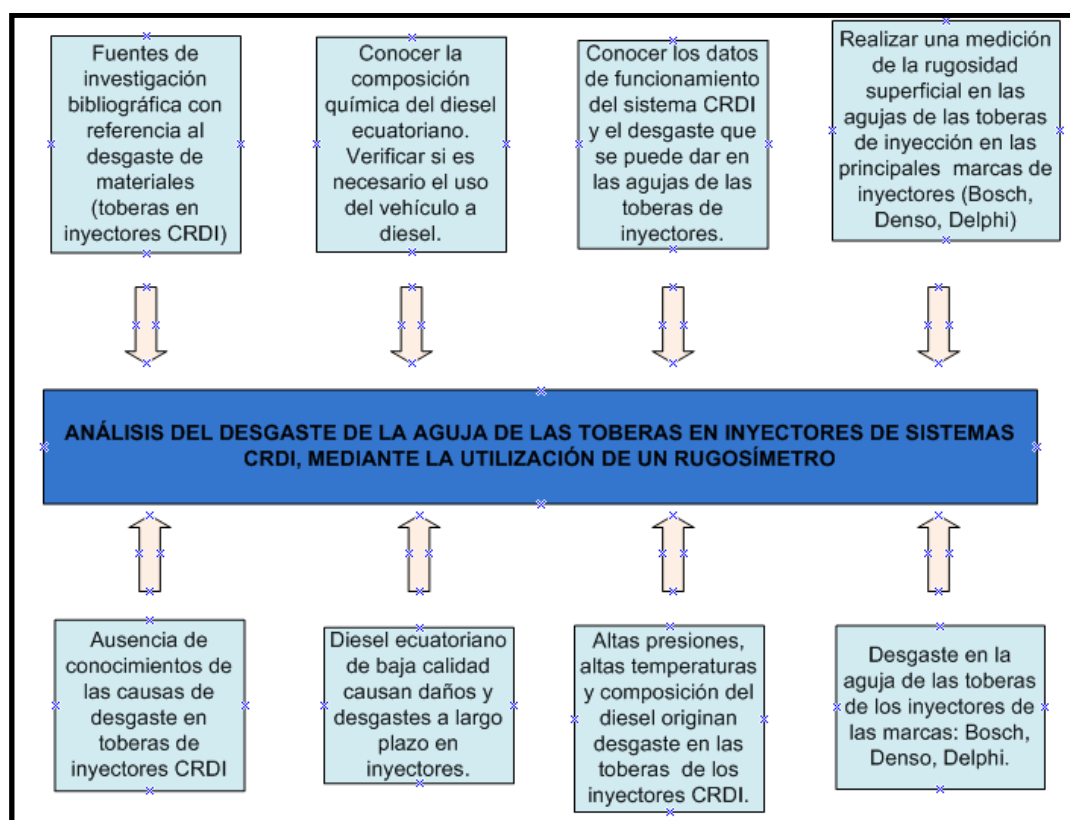 Fuentes de
investigación
bibliográfica con
referencia al
desgaste de
materiales
(toberas en
inyectores CRDI)
Conocer la
composición
química del diesel
ecuatoriano.
Verificar si es
necesario el uso
del vehículo a
diesel.
Conocer los datos
de funcionamiento
del sistema CRDI
y el desgaste que
se puede dar en
las agujas de las
toberas de
inyectores.
Realizar una medición
de la rugosidad
superficial en las
agujas de las toberas
de inyección en las
principales marcas de
inyectores (Bosch,
Denso, Delphi)
ANÁLISIS DEL DESGASTE DE LA AGUJA DE LAS TOBERAS EN INYECTORES DE SISTEMAS
CRDI, MEDIANTE LA UTILIZACIÓN DE UN RUGOSÍMETRO
Ausencia de
conocimientos de
las causas de
desgaste en
toberas de
inyectores CRDI
Diesel ecuatoriano
de baja calidad
causan daños y
desgastes a largo
plazo en
inyectores.
Altas presiones,
altas temperaturas
y composición del
diesel originan
desgaste en las
toberas de los
inyectores CRDI.
Desgaste en la
aguja de las toberas
de los inyectores de
las marcas: Bosch,
Denso, Delphi.